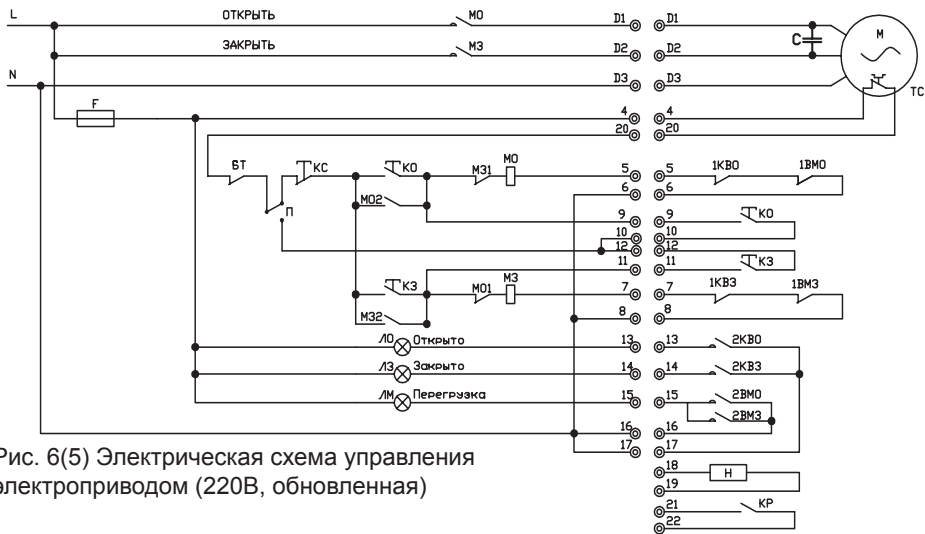 L ОТКРЫТЬ МО D1 D1
ЗАКРЫТЬ МЗ D2 D2 С М
N D3 D3 ТС
F 4 4
20 20
БТ КС КО МЗ1 МО 5 5 1КВО 1ВМО
П МО2 6 6
9 9 КО
10 10
12 12
11 11 КЗ
КЗ МО1 МЗ 7 7 1КВЗ 1ВМЗ
МЗ2 8 8
ЛО Открыто 13 13 2КВО
ЛЗ Закрыто 14 14 2КВЗ
ЛМ Перегрузка 15 15 2ВМО
2ВМЗ
16 16
17 17
Рис. 6(5) Электрическая схема управления
электроприводом (220В, обновленная)
18 Н
19
21 КР
22